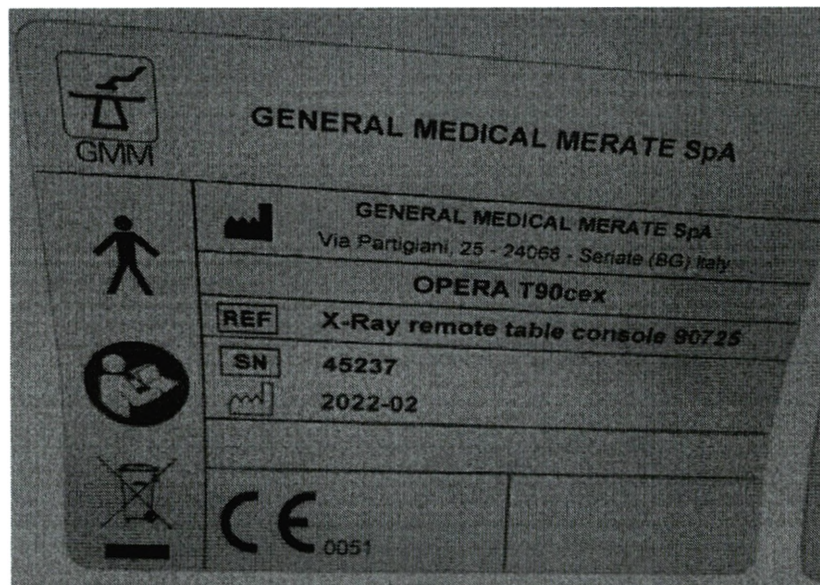 GMM
GENERAL MEDICAL MERATE SpA
GENERAL MEDICAL MERATE SpA
Via Partigiani, 25 - 24068 - Seriate (BG) Italy
OPERA T90cex
REF X-Ray remote table console 90725
SN 45237
2022-02
CE 0051